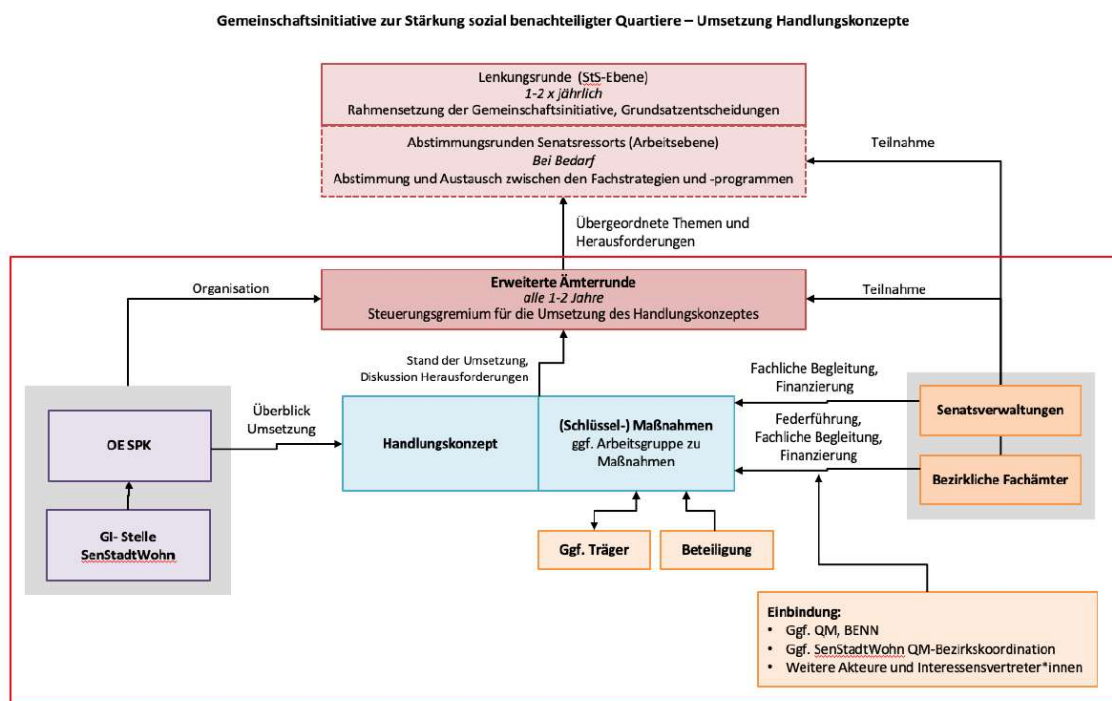 Gemeinschaftsinitiative zur Stärkung sozial benachteiligter Quartiere – Umsetzung Handlungskonzepte
Lenkungsrunde (StS-Ebene)
1-2 x jährlich
Rahmensetzung der Gemeinschaftsinitiative, Grundsatzentscheidungen
Abstimmungsrunden Senatsressorts (Arbeitsebene)
Bei Bedarf
Abstimmung und Austausch zwischen den Fachstrategien und -programmen
Teilnahme
Übergeordnete Themen und
Herausforderungen
Organisation
Erweiterte Ämterrunde
alle 1-2 Jahre
Steuerungsgremium für die Umsetzung des Handlungskonzeptes
Teilnahme
Stand der Umsetzung,
Diskussion Herausforderungen
Fachliche Begleitung,
Finanzierung
OE SPK
Überblick
Umsetzung
Handlungskonzept
(Schlüssel-) Maßnahmen
ggf. Arbeitsgruppe zu
Maßnahmen
Federführung,
Fachliche Begleitung,
Finanzierung
Senatsverwaltungen
Bezirkliche Fachämter
GI- Stelle
SenStadtWohn
Ggf. Träger
Beteiligung
Einbindung:
• Ggf. QM, BENN
• Ggf. SenStadtWohn QM-Bezirkskoordination
• Weitere Akteure und Interessensvertreter*innen